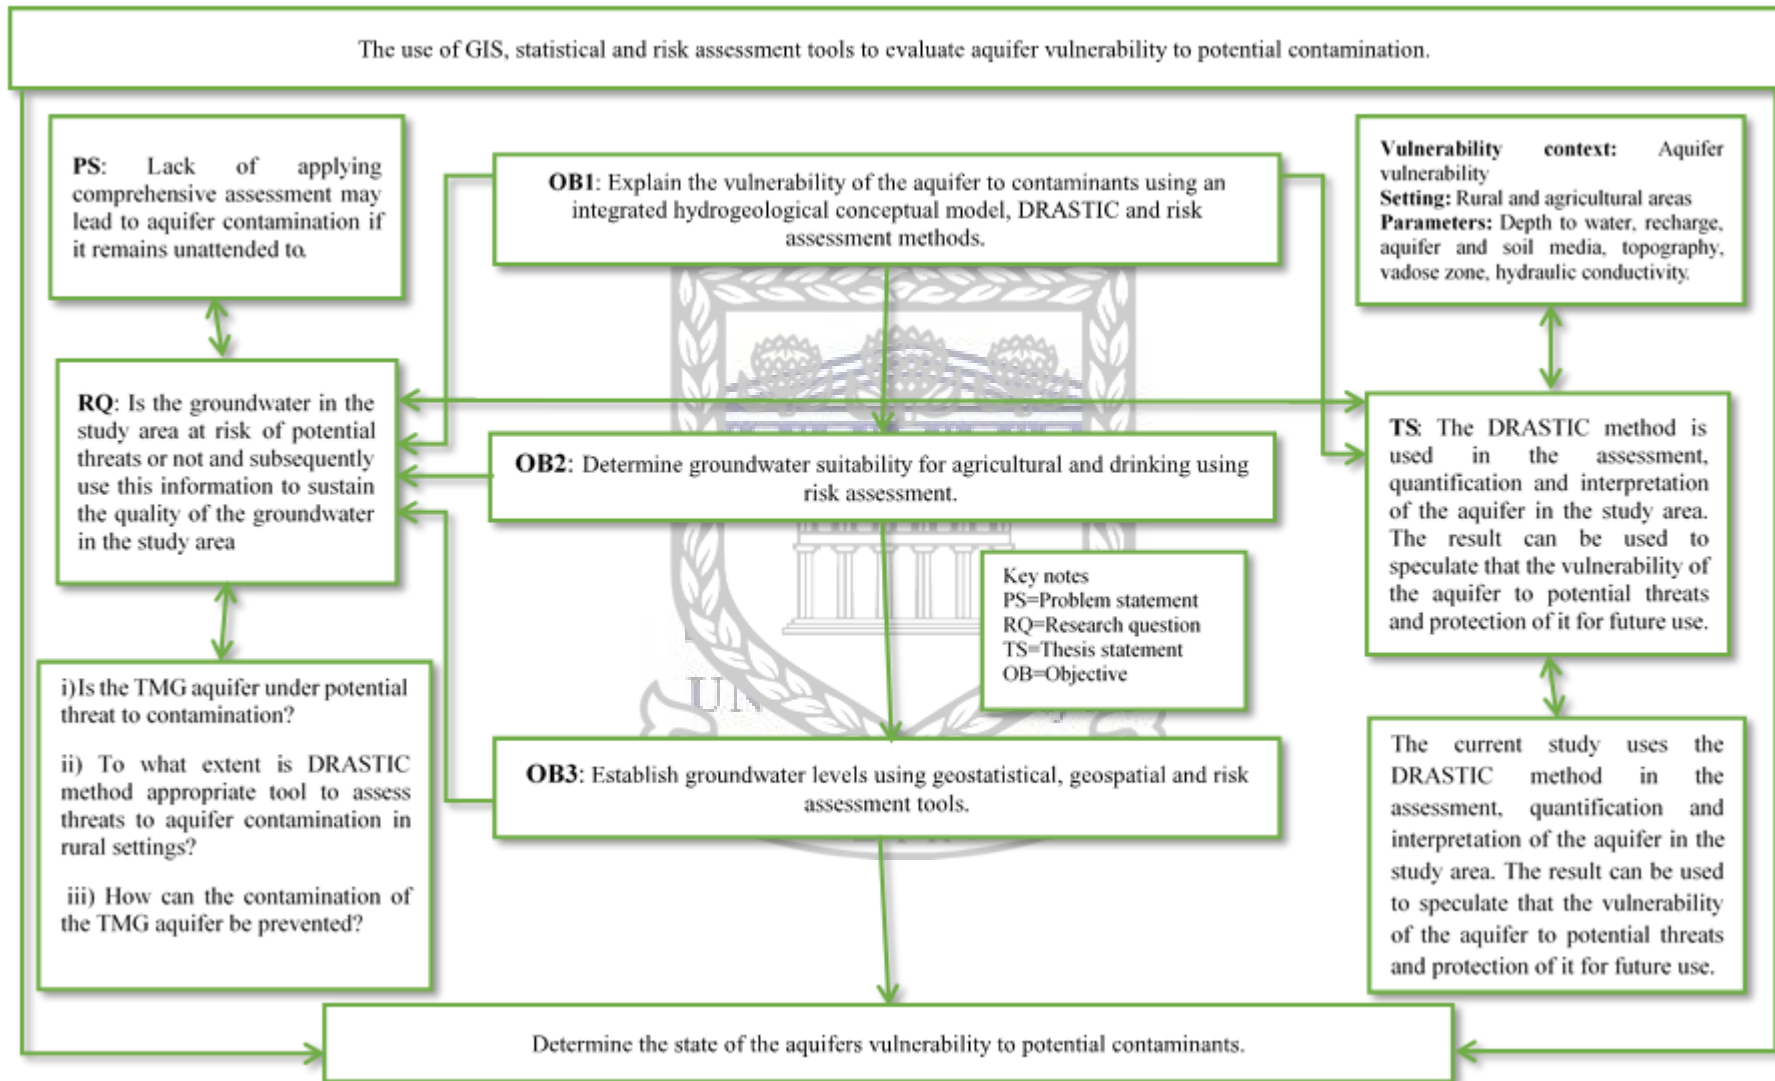 The use of GIS, statistical and risk assessment tools to evaluate aquifer vulnerability to potential contamination.
PS: Lack of applying
comprehensive assessment may
lead to aquifer contamination if
it remains unattended to.
OB1: Explain the vulnerability of the aquifer to contaminants using an
integrated hydrogeological conceptual model, DRASTIC and risk
assessment methods.
Vulnerability context: Aquifer
vulnerability
Setting: Rural and agricultural areas
Parameters: Depth to water, recharge,
aquifer and soil media, topography,
vadose zone, hydraulic conductivity.
RQ: Is the groundwater in the
study area at risk of potential
threats or not and subsequently
use this information to sustain
the quality of the groundwater
in the study area
OB2: Determine groundwater suitability for agricultural and drinking using
risk assessment.
TS: The DRASTIC method is
used in the assessment,
quantification and interpretation
of the aquifer in the study area.
The result can be used to
speculate that the vulnerability of
the aquifer to potential threats
and protection of it for future use.
Key notes
PS=Problem statement
RQ=Research question
TS=Thesis statement
OB=Objective
i)Is the TMG aquifer under potential
threat to contamination?
ii) To what extent is DRASTIC
method appropriate tool to assess
threats to aquifer contamination in
rural settings?
iii) How can the contamination of
the TMG aquifer be prevented?
OB3: Establish groundwater levels using geostatistical, geospatial and risk
assessment tools.
The current study uses the
DRASTIC method in the
assessment, quantification and
interpretation of the aquifer in the
study area. The result can be used
to speculate that the vulnerability
of the aquifer to potential threats
and protection of it for future use.
Determine the state of the aquifers vulnerability to potential contaminants.